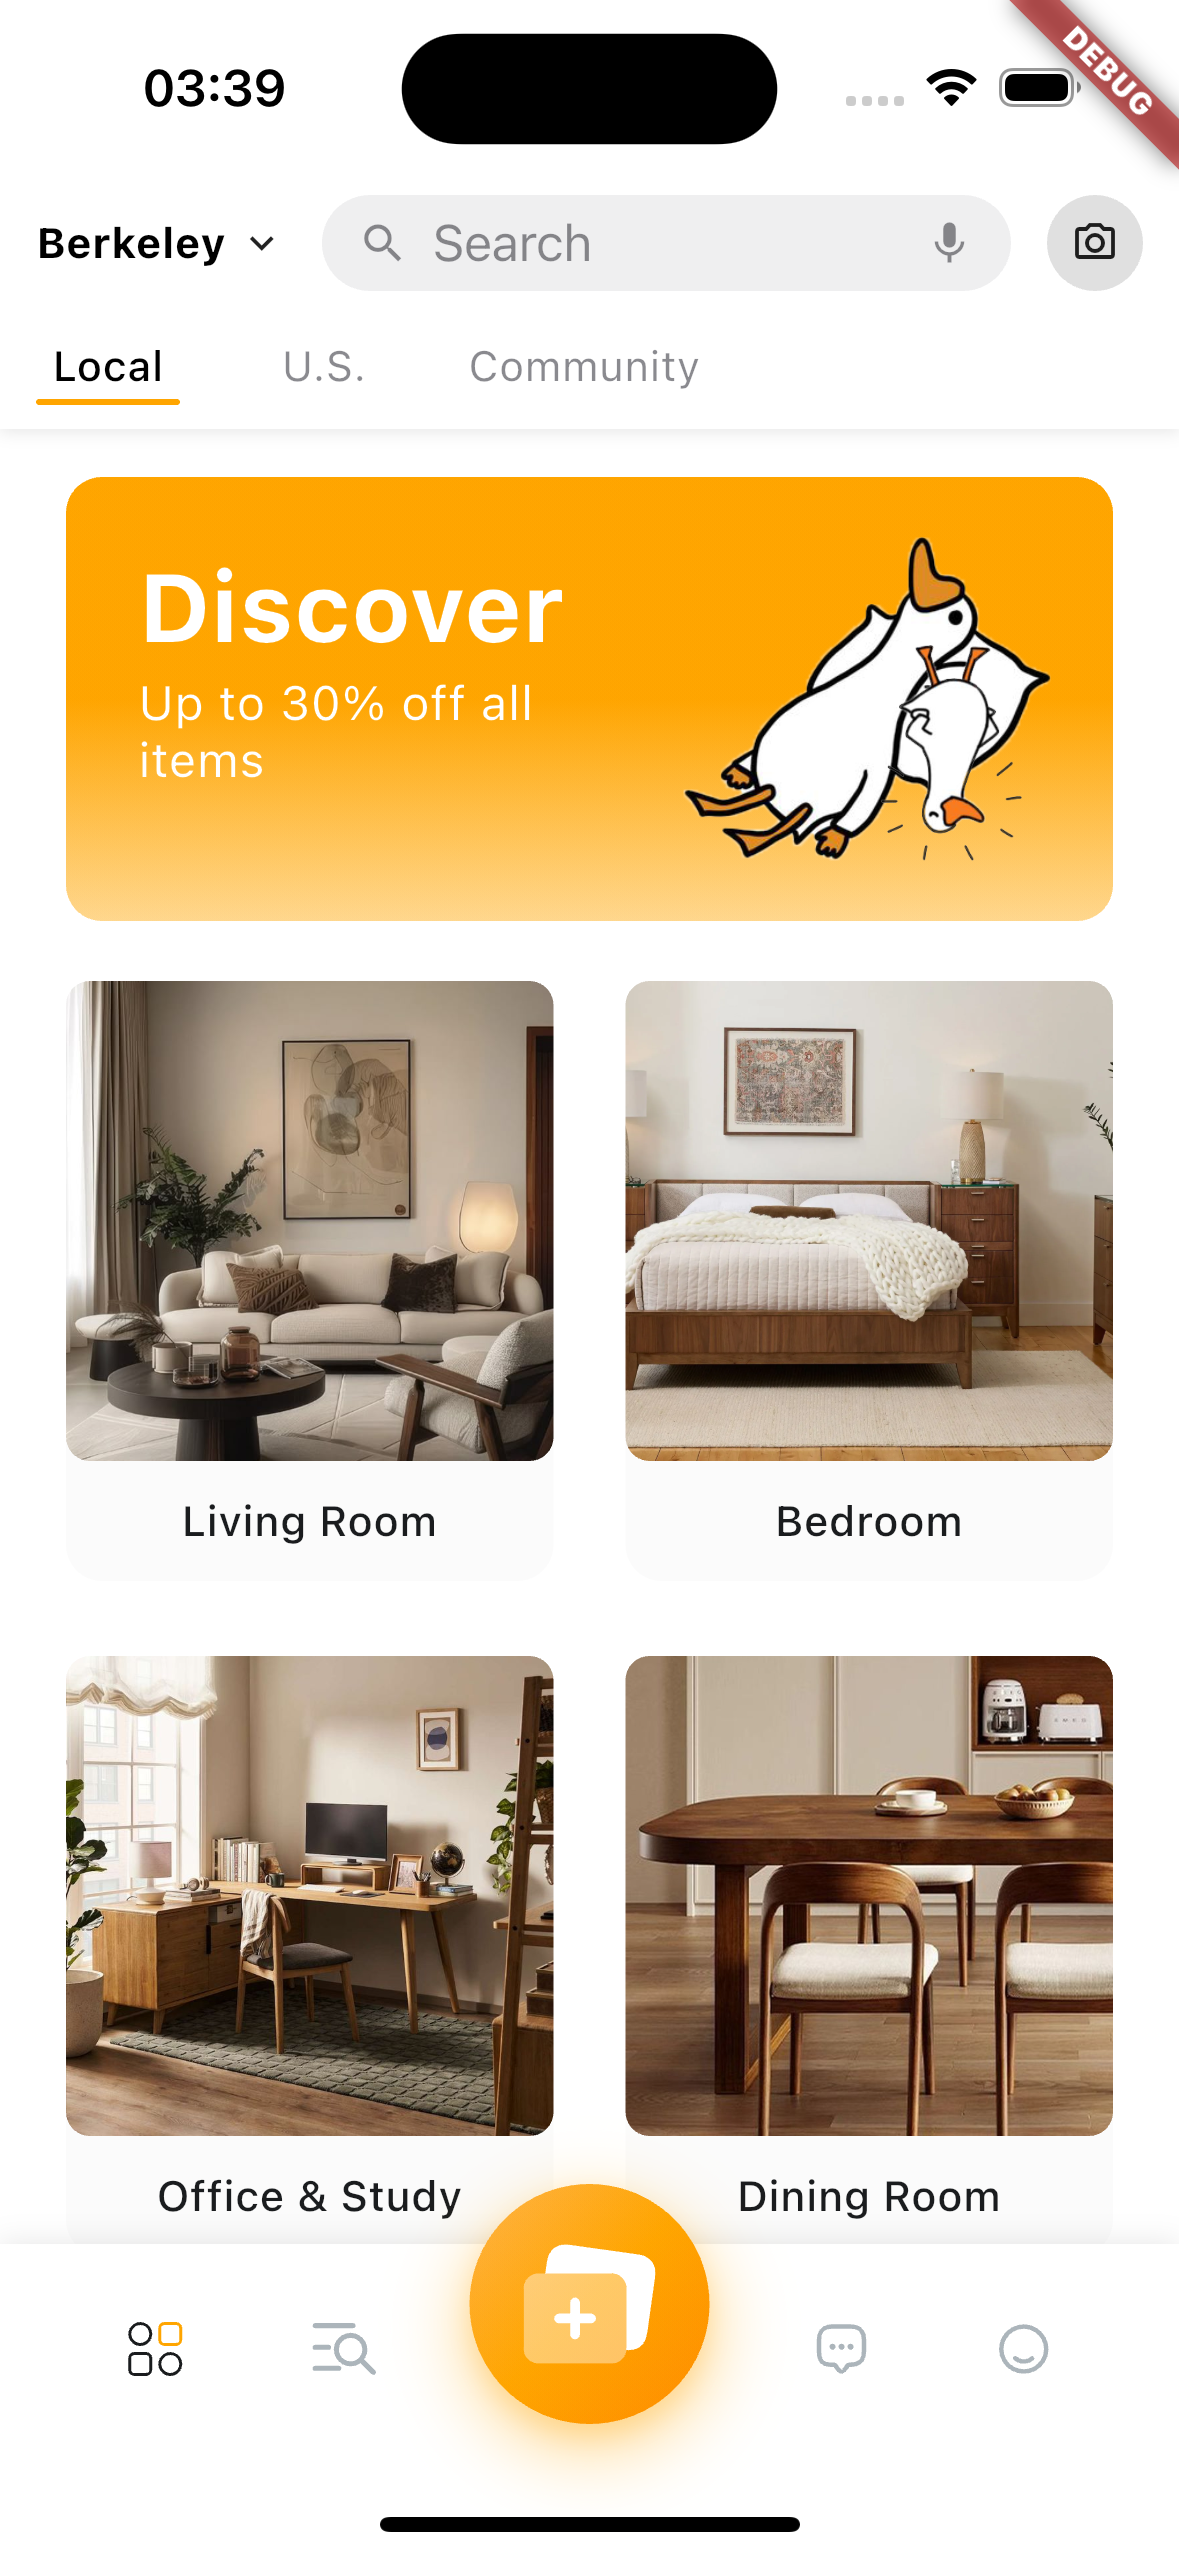 03:39
DEBUG
Berkeley
Search
Local
U.S.
Community
Discover
Up to 30% off all
items
Living Room
Bedroom
Office & Study
Dining Room